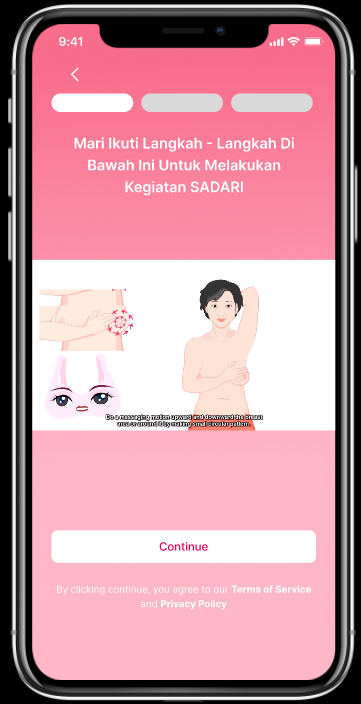 9:41
Mari Ikuti Langkah - Langkah Di
Bawah Ini Untuk Melakukan
Kegiatan SADARI
Do a massaging motion upward and downward the breast
area or around it by making small circular pattern.
Continue
By clicking continue, you agree to our Terms of Service
and Privacy Policy